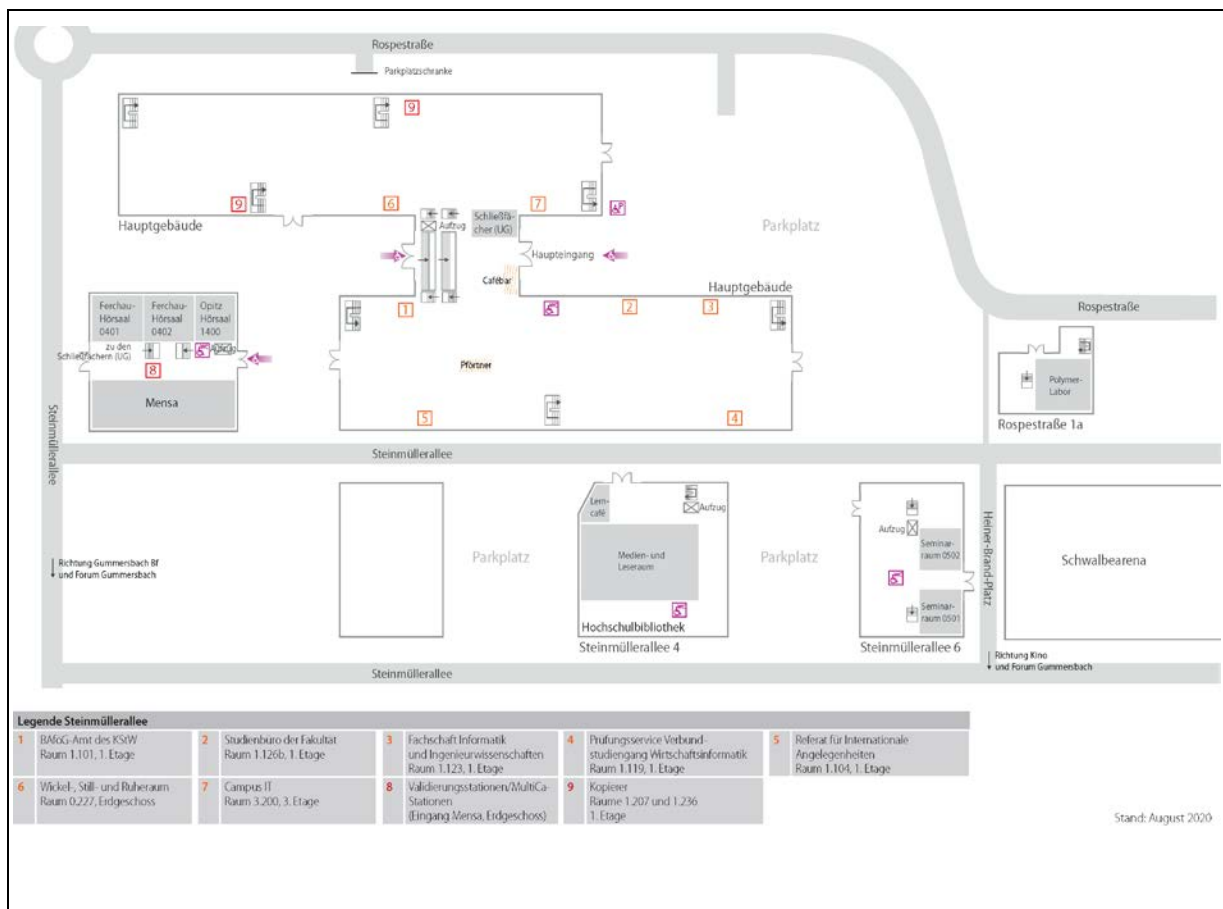 Rospestraße
Parkplatzschranke
9
9
6
7
Hauptgebäude
Aufzug
Schließfä-
cher (UG)
Parkplatz
Haupteingang
Cafébar
Hauptgebäude
1
2
3
Pförtner
5
4
Ferchau-
Hörsaal
0401
Ferchau-
Hörsaal
0402
Opitz
Hörsaal
1400
zu den
Schließfächern (UG)
Aufzug
8
Mensa
Steinmüllerallee
Rospestraße
Polymer-
Labor
Rospestraße 1a
Steinmüllerallee
Lern-
café
Aufzug
Medien- und
Leseraum
Parkplatz
Parkplatz
Hochschulbibliothek
Steinmüllerallee 4
Aufzug
Seminar-
raum 0502
Seminar-
raum 0501
Steinmüllerallee 6
Heiner-Brand-Platz
Schwalbearena
Richtung Gummersbach Bf
und Forum Gummersbach
Richtung Kino
und Forum Gummersbach
Steinmüllerallee
Legende Steinmüllerallee
1 BAföG-Amt des KStW
Raum 1.101, 1. Etage
2 Studienbüro der Fakultät
Raum 1.126b, 1. Etage
3 Fachschaft Informatik
und Ingenieurwissenschaften
Raum 1.123, 1. Etage
4 Prüfungsservice Verbund-
studiengang Wirtschaftsinformatik
Raum 1.119, 1. Etage
5 Referat für Internationale
Angelegenheiten
Raum 1.104, 1. Etage
6 Wickel-, Still- und Ruheraum
Raum 0.227, Erdgeschoss
7 Campus IT
Raum 3.200, 3. Etage
8 Validierungsstationen/MultiCa-
Stationen
(Eingang Mensa, Erdgeschoss)
9 Kopierer
Räume 1.207 und 1.236
1. Etage
Stand: August 2020